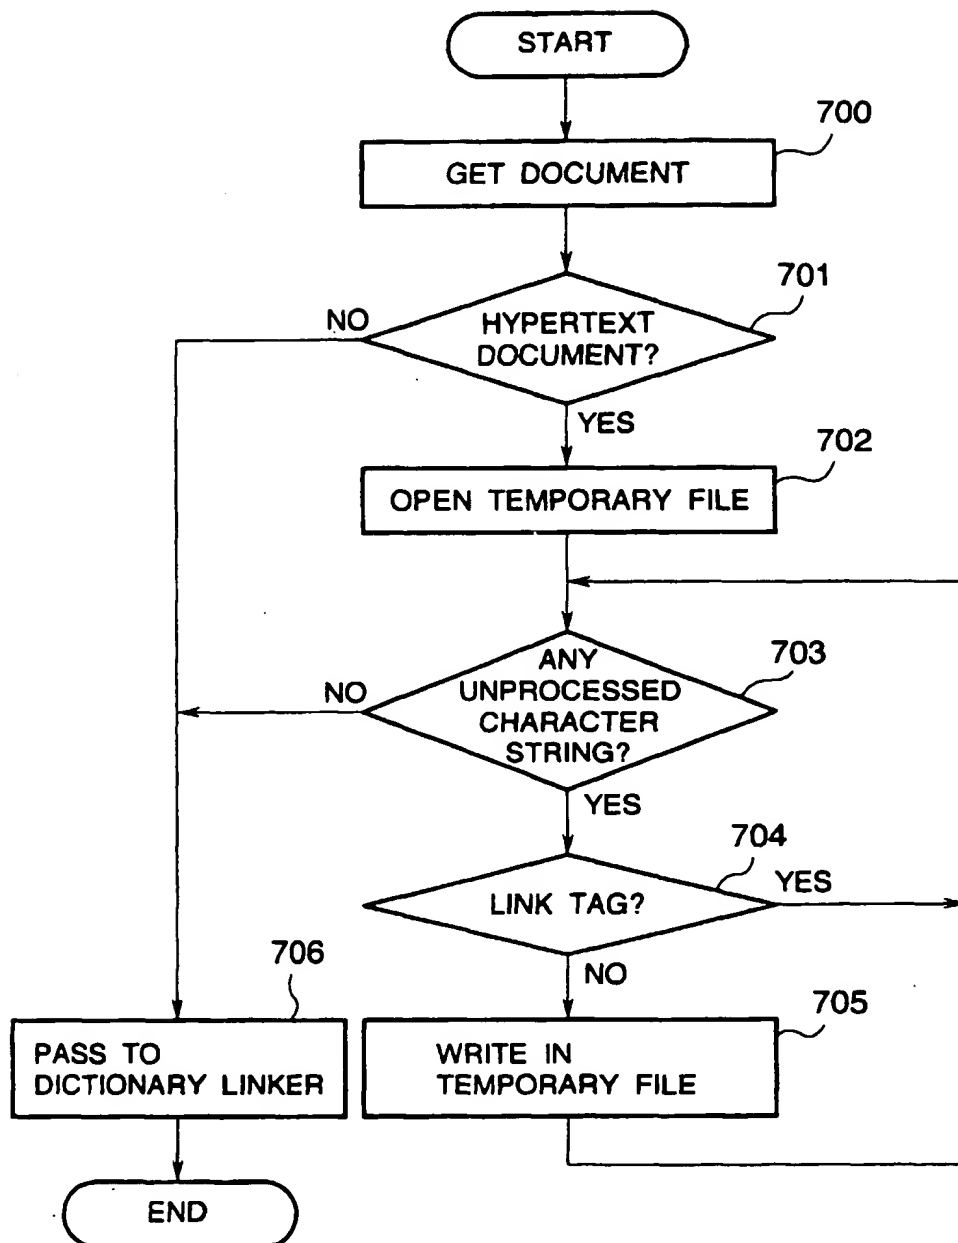 START
700
GET DOCUMENT
701
NO
HYPERTEXT
DOCUMENT?
YES
702
OPEN TEMPORARY FILE
703
NO
ANY
UNPROCESSED
CHARACTER
STRING?
YES
704
LINK TAG?
YES
NO
706
705
PASS TO
DICTIONARY LINKER
WRITE IN
TEMPORARY FILE
END